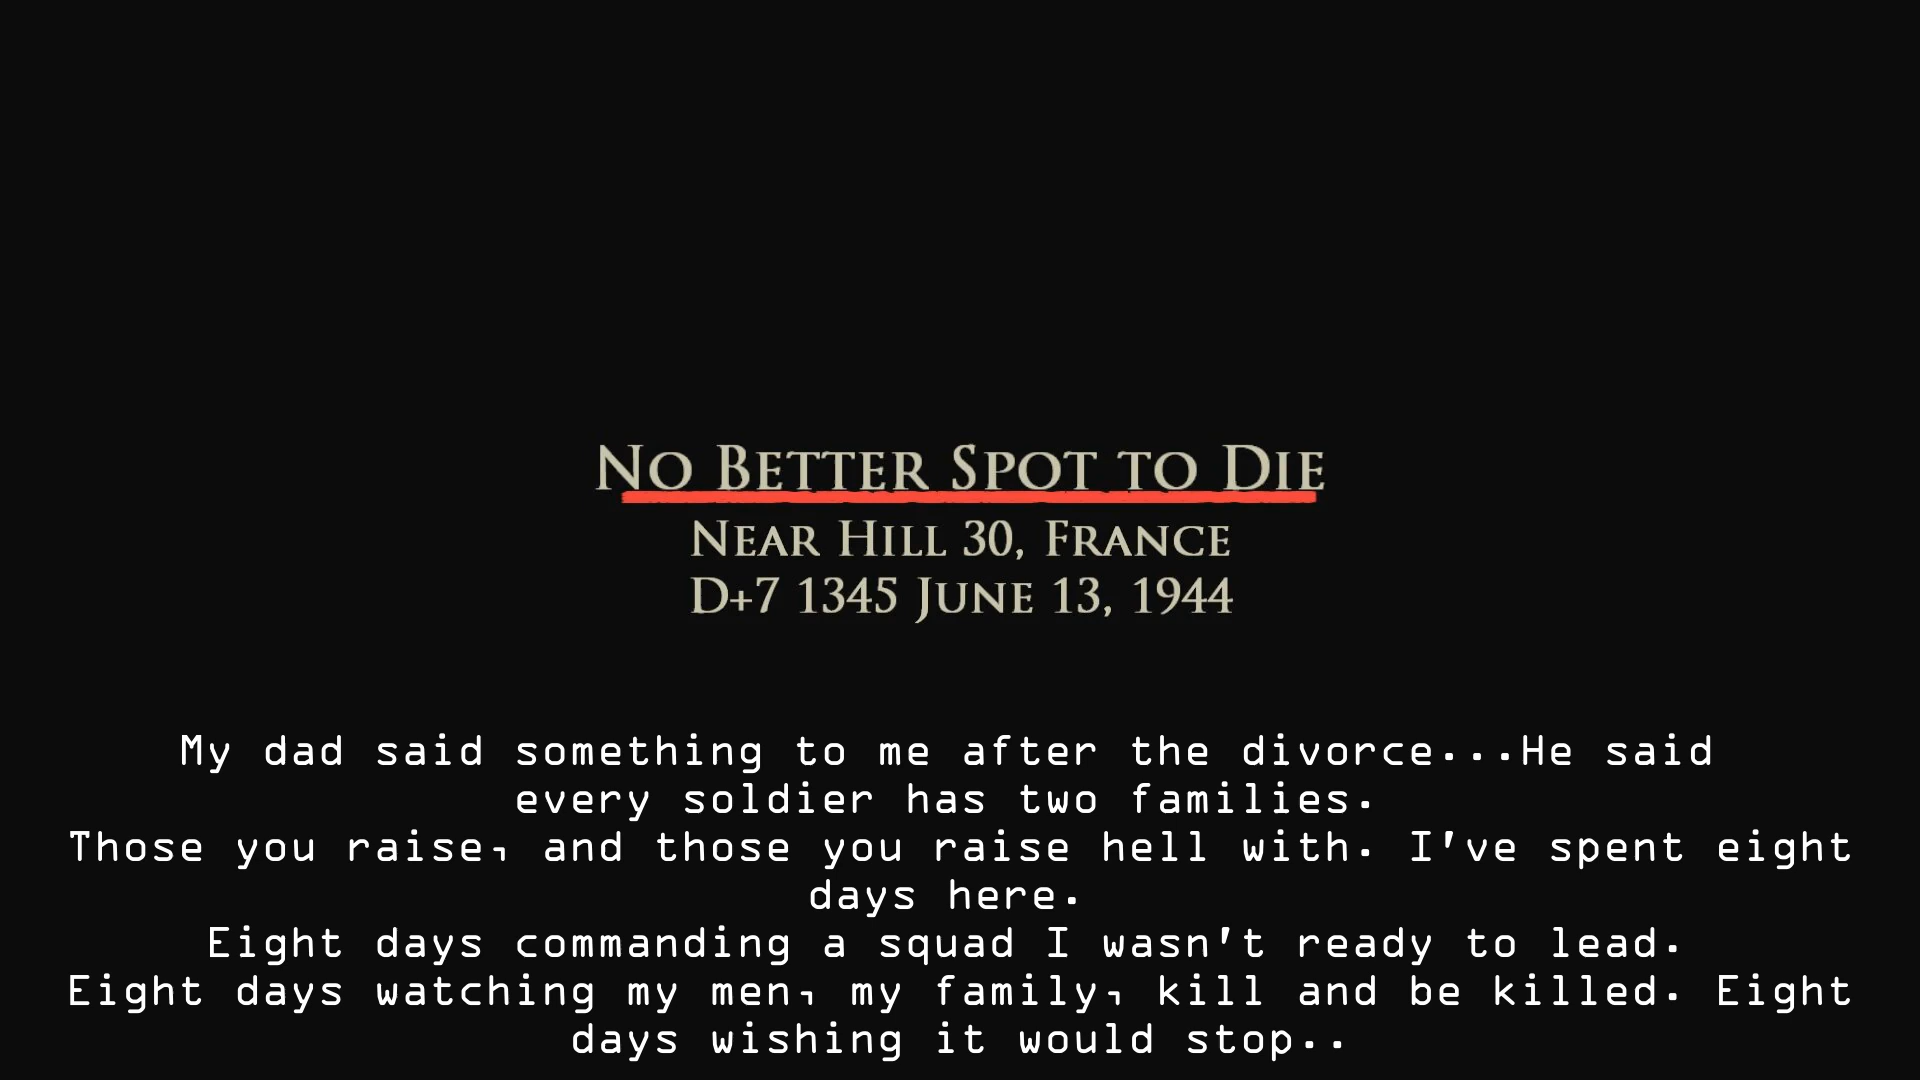 No Better Spot to Die
Near Hill 30, France
D+7 1345 June 13, 1944
My dad said something to me after the divorce...He said
every soldier has two families.
Those you raise, and those you raise hell with. I've spent eight
days here.
Eight days commanding a squad I wasn't ready to lead.
Eight days watching my men, my family, kill and be killed. Eight
days wishing it would stop..